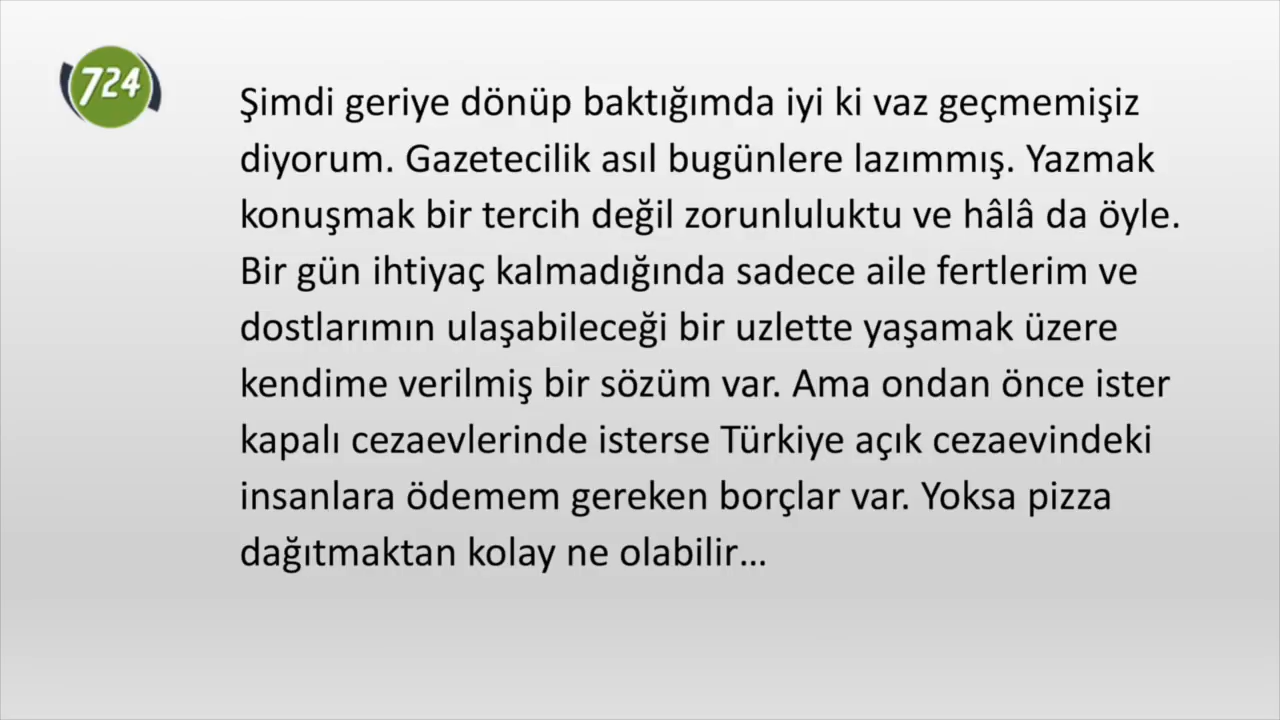 724
Şimdi geriye dönüp baktığımda iyi ki vaz geçmemişiz
diyorum. Gazetecilik asıl bugünlere lazımmış. Yazmak
konuşmak bir tercih değil zorunluluktu ve hâlâ da öyle.
Bir gün ihtiyaç kalmadığında sadece aile fertlerim ve
dostlarımın ulaşabileceği bir uzlette yaşamak üzere
kendime verilmiş bir sözüm var. Ama ondan önce ister
kapalı cezaevlerinde isterse Türkiye açık cezaevindeki
insanlara ödemem gereken borçlar var. Yoksa pizza
dağıtmaktan kolay ne olabilir…